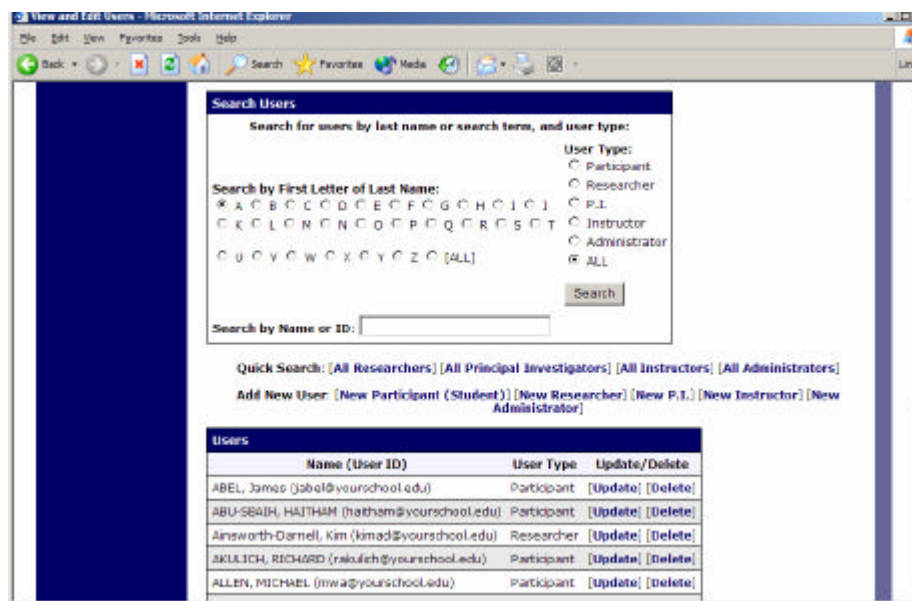 View and Edit Users - Microsoft Internet Explorer
File Edit View Favorites Tools Help
Back Search Favorites Media
Search Users
Search for users by last name or search term, and user type:
User Type:
Participant
Researcher
P.I.
Instructor
Administrator
ALL
Search
Search by First Letter of Last Name:
A B C D E F G H I J
K L M N O P Q R S T
U V W X Y Z [ALL]
Search by Name or ID:
Quick Search: [All Researchers] [All Principal Investigators] [All Instructors] [All Administrators]
Add New User: [New Participant (Student)] [New Researcher] [New P.I.] [New Instructor] [New
Administrator]
Users
Name (User ID) User Type Update/Delete
ABEL, James (jabel@yourschool.edu) Participant [Update] [Delete]
ABU-SBAIH, HAITHAM (haitham@yourschool.edu) Participant [Update] [Delete]
Ainsworth-Darnell, Kim (kimad@yourschool.edu) Researcher [Update] [Delete]
AKULICH, RICHARD (rakulich@yourschool.edu) Participant [Update] [Delete]
ALLEN, MICHAEL (mwa@yourschool.edu) Participant [Update] [Delete]